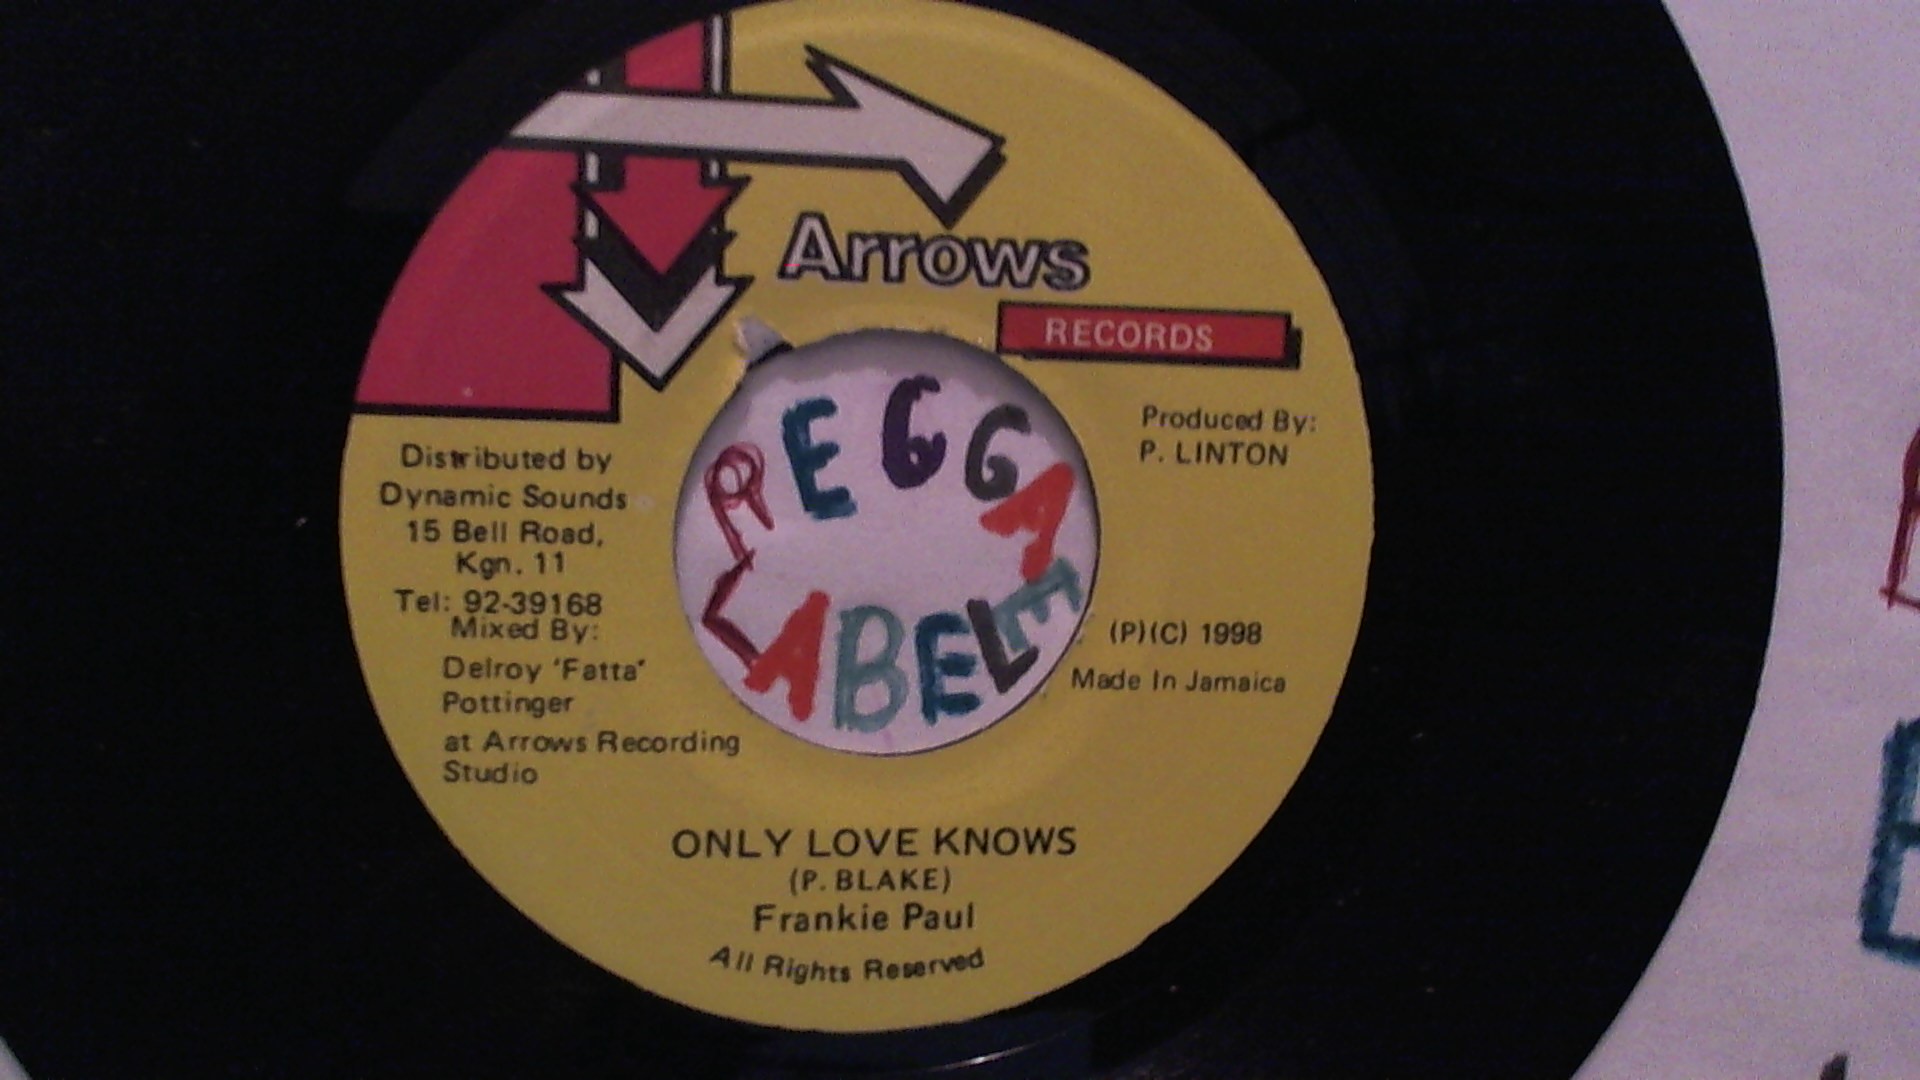 Arrows
RECORDS
Produced By:
P. LINTON
Distributed by
Dynamic Sounds
15 Bell Road,
Kgn. 11
Tel: 92-39168
Mixed By:
Delroy 'Fatta'
Pottinger
at Arrows Recording
Studio
REGGAE
LABEL
(P)(C) 1998
Made In Jamaica
ONLY LOVE KNOWS
(P. BLAKE)
Frankie Paul
All Rights Reserved